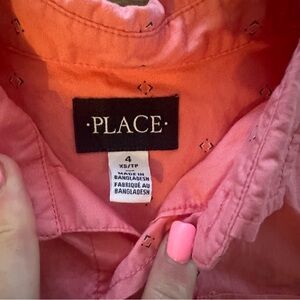 ·PLACE·
4
XS/TP
MADE IN
BANGLADESH
FABRIQUÉ AU
BANGLADESH